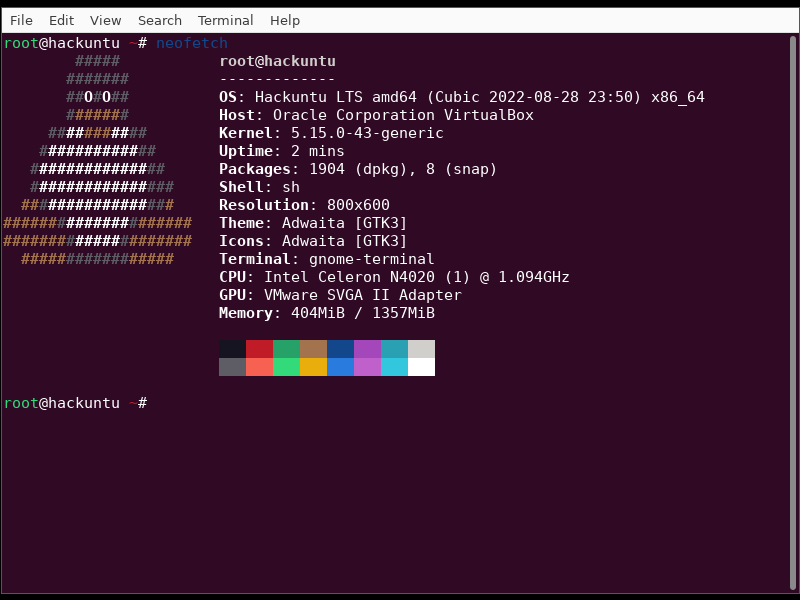 File Edit View Search Terminal Help
root@hackuntu ~# neofetch
         #####           root@hackuntu
        #######          -------------
        ##O#O##          OS: Hackuntu LTS amd64 (Cubic 2022-08-28 23:50) x86_64
        #######          Host: Oracle Corporation VirtualBox
      ###########        Kernel: 5.15.0-43-generic
     #############       Uptime: 2 mins
    ###############      Packages: 1904 (dpkg), 8 (snap)
    ################     Shell: sh
   #################     Resolution: 800x600
 #####################   Theme: Adwaita [GTK3]
 #####################   Icons: Adwaita [GTK3]
   #################     Terminal: gnome-terminal
                         CPU: Intel Celeron N4020 (1) @ 1.094GHz
                         GPU: VMware SVGA II Adapter
                         Memory: 404MiB / 1357MiB
root@hackuntu ~#